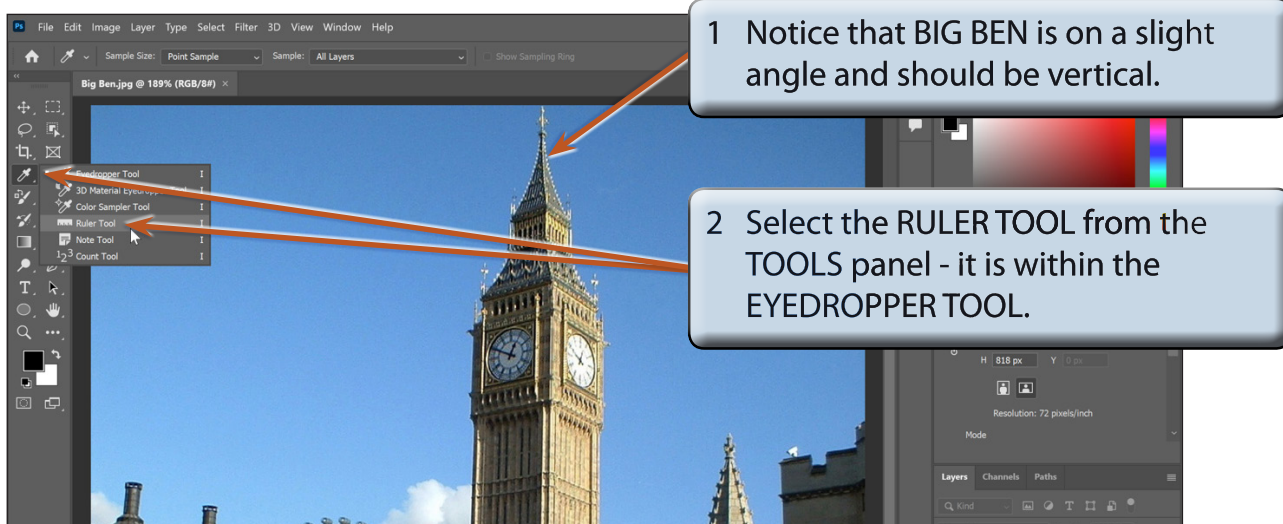 Ps File Edit Image Layer Type Select Filter 3D View Window Help
Sample Size: Point Sample Sample: All Layers Show Sampling Ring
Big Ben.jpg @ 189% (RGB/8#) ×
1 Notice that BIG BEN is on a slight
angle and should be vertical.
Eyedropper Tool I
3D Material Eyedropper Tool I
Color Sampler Tool I
Ruler Tool I
Note Tool I
123 Count Tool I
2 Select the RULER TOOL from the
TOOLS panel - it is within the
EYEDROPPER TOOL.
H 818 px Y 0 px
Resolution: 72 pixels/inch
Mode
Layers Channels Paths
Kind